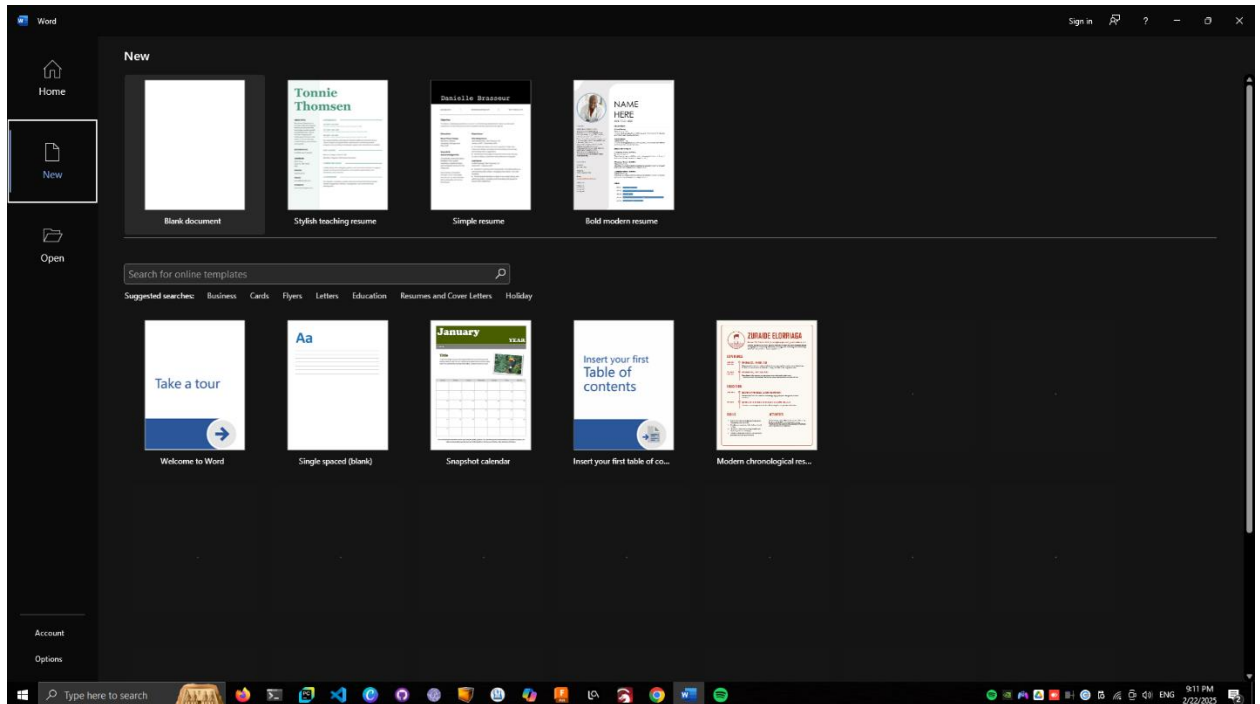 Word
Sign in
?
Home
New
Open
Account
Options
New
Tonnie
Thomsen
Danielle Brasseur
NAME
HERE
Blank document
Stylish teaching resume
Simple resume
Bold modern resume
Search for online templates
Suggested searches: Business Cards Flyers Letters Education Resumes and Cover Letters Holiday
Take a tour
Aa
January
YEAR
Title
Insert your first
Table of
contents
ZURAIDE ELORRIAGA
Welcome to Word
Single spaced (blank)
Snapshot calendar
Insert your first table of co...
Modern chronological res...
Type here to search
ENG
9:11 PM
2/22/2025